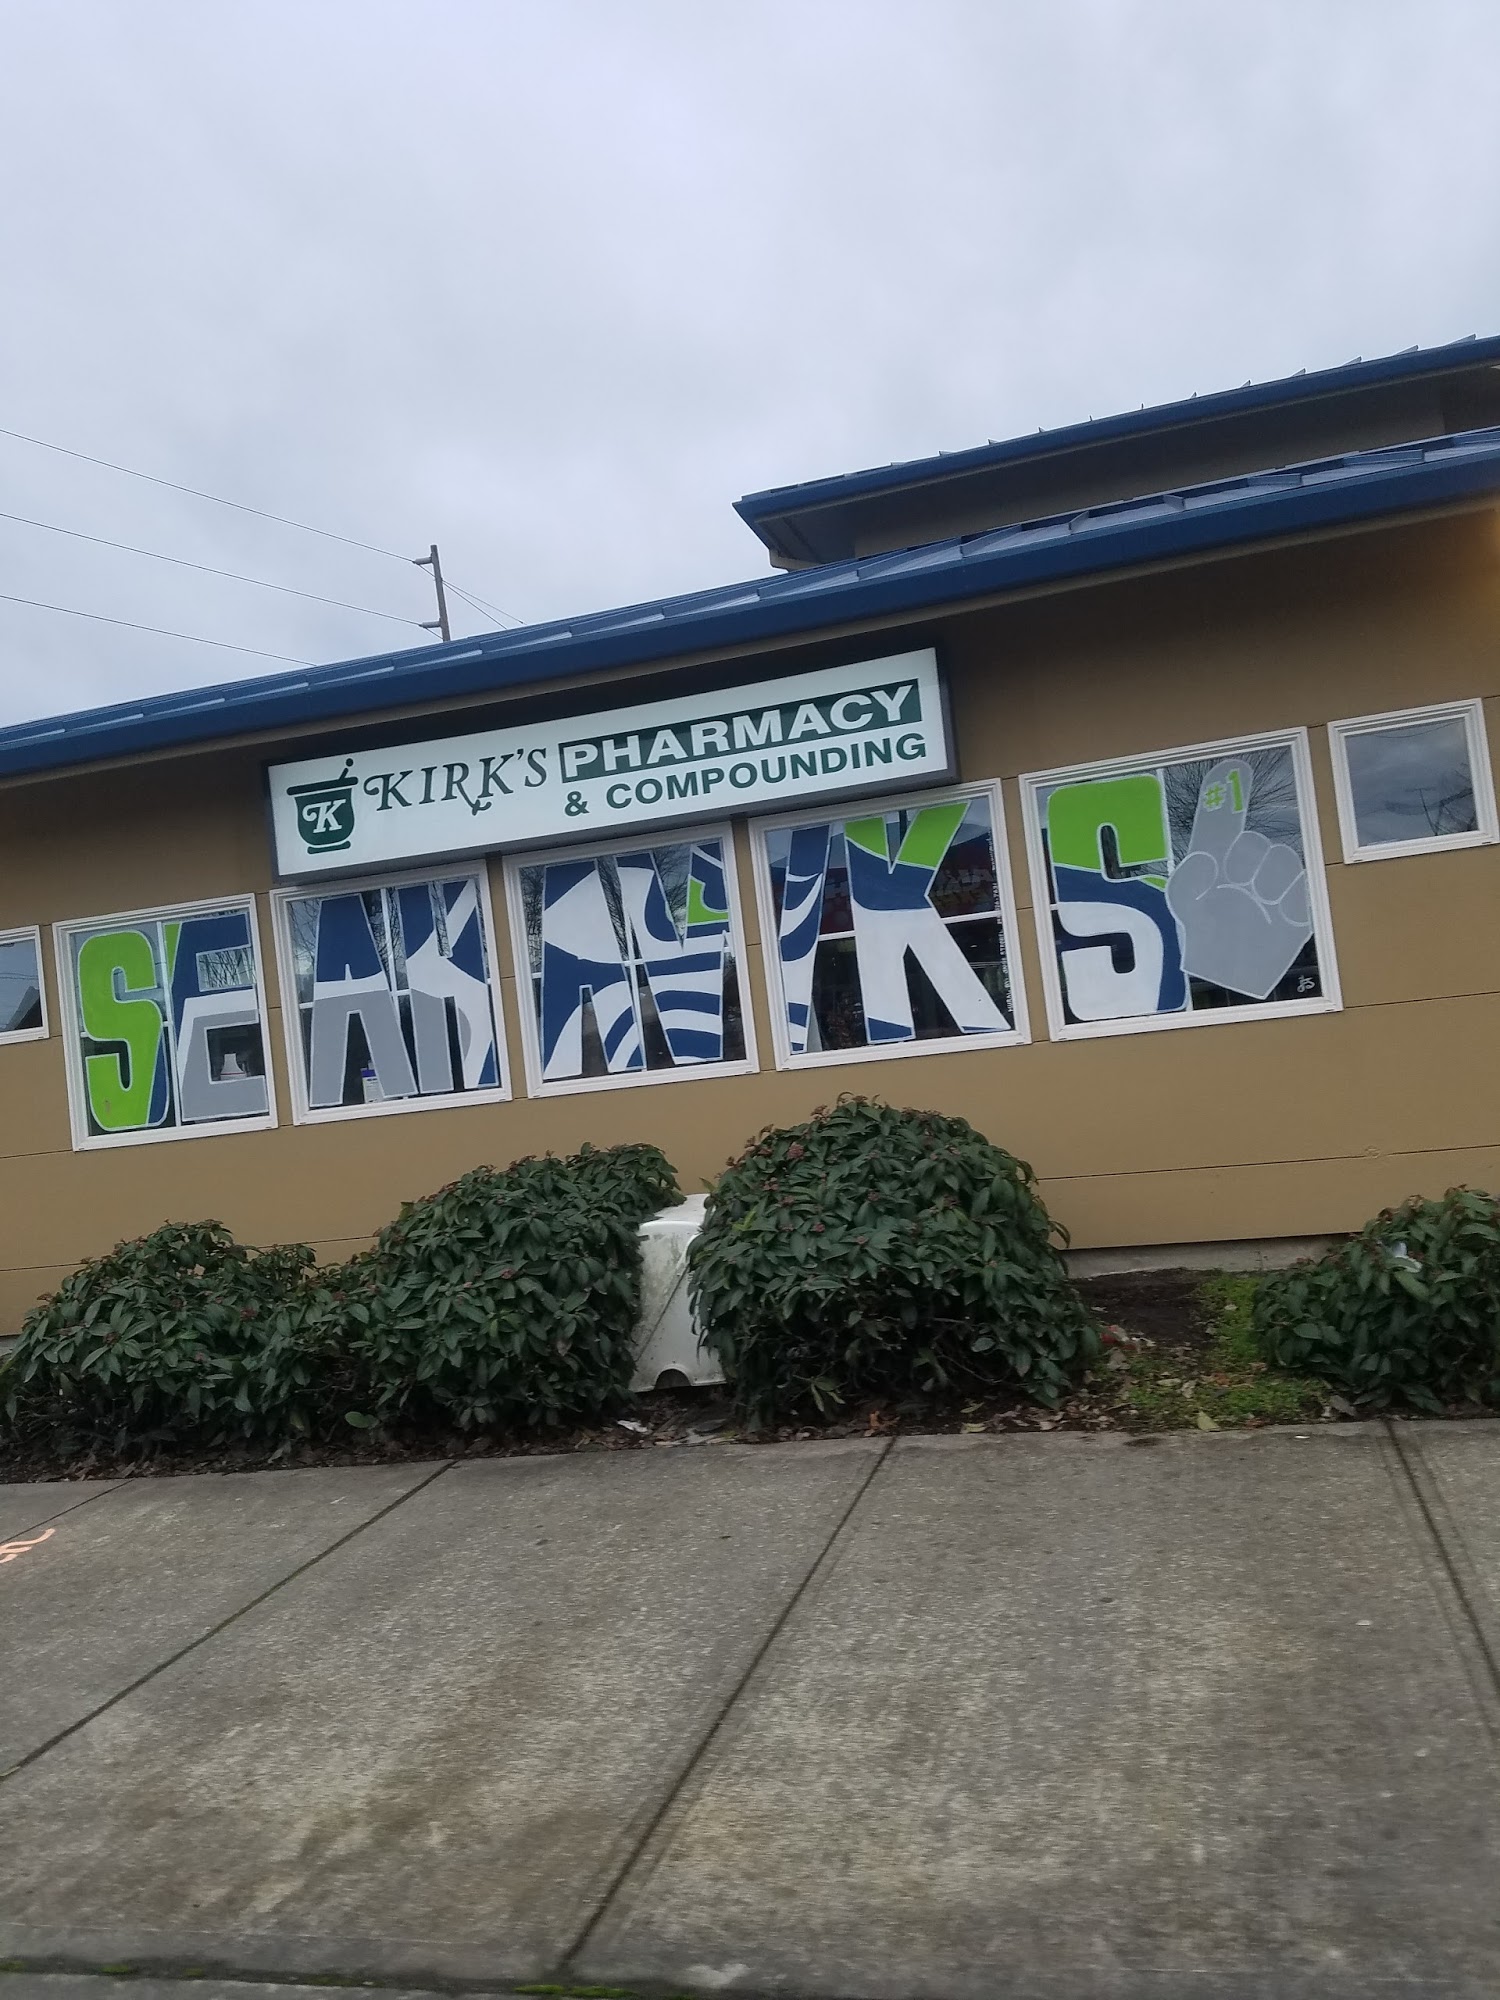 K KIRK'S PHARMACY
& COMPOUNDING
SEAHAWKS
#1